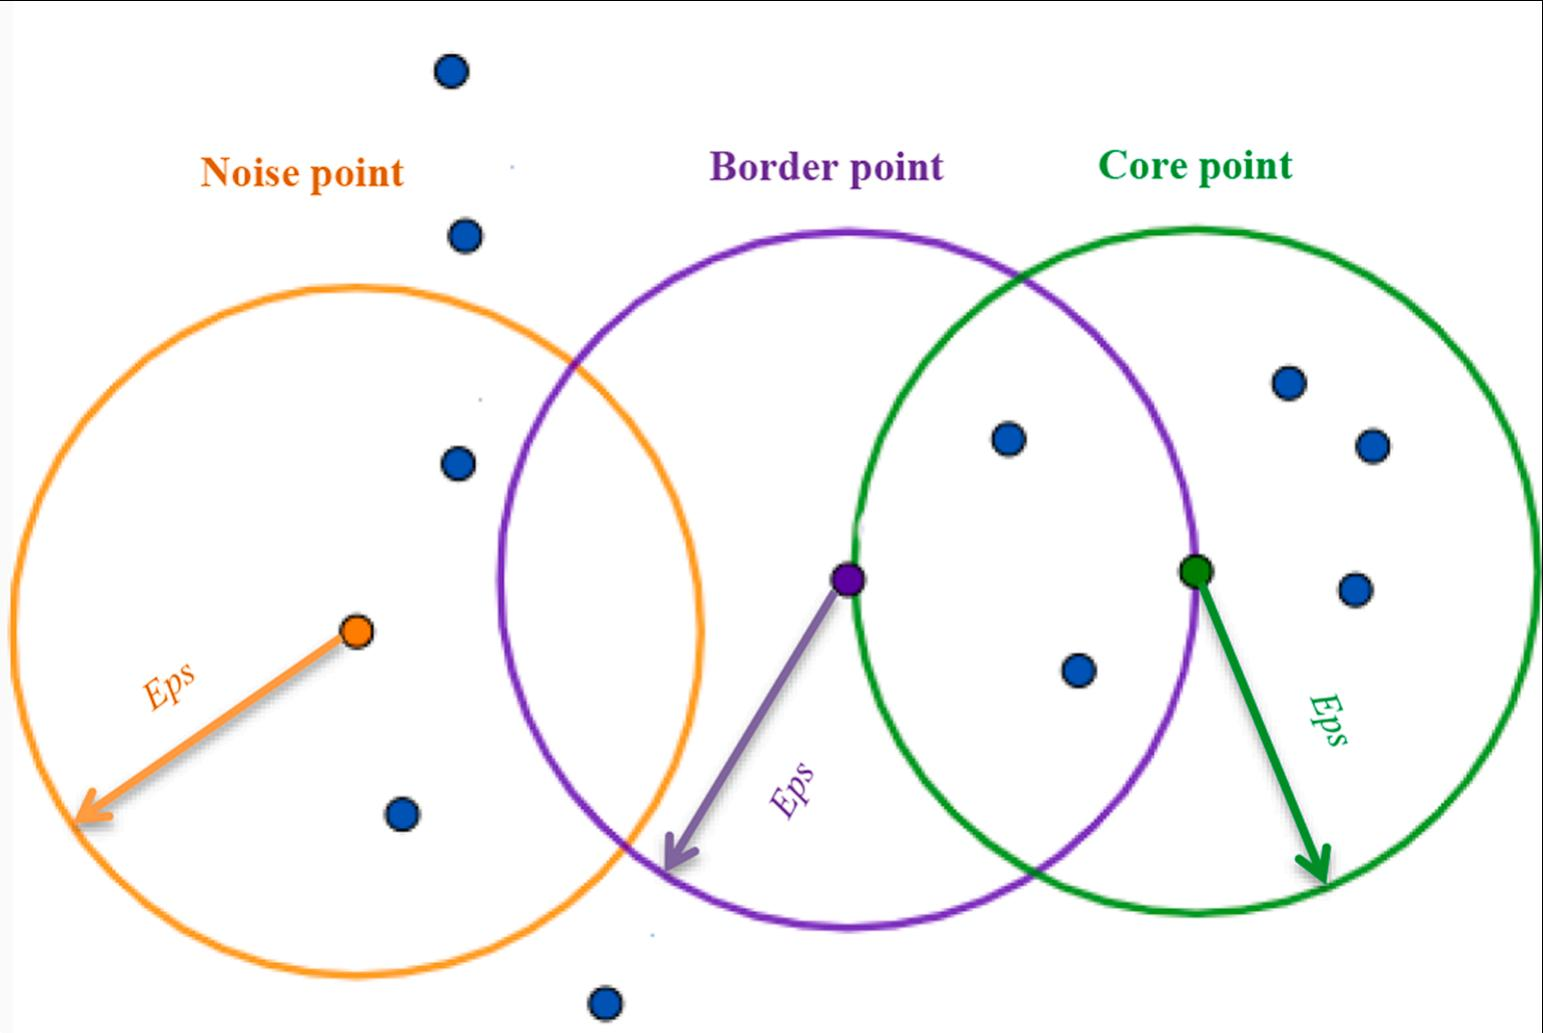 Noise point
Border point
Core point
Eps
Eps
Eps